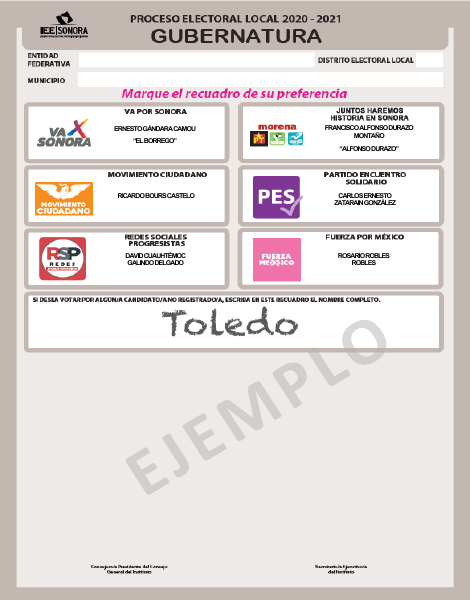 IEE SONORA
PROCESO ELECTORAL LOCAL 2020 - 2021
GUBERNATURA
ENTIDAD
FEDERATIVA
DISTRITO ELECTORAL LOCAL
MUNICIPIO
Marque el recuadro de su preferencia
VA POR SONORA
VA X
SONORA
ERNESTO GÁNDARA CAMOU
"EL BORREGO"
JUNTOS HAREMOS
HISTORIA EN SONORA
morena
FRANCISCO ALFONSO DURAZO
MONTAÑO
"ALFONSO DURAZO"
MOVIMIENTO CIUDADANO
MOVIMIENTO
CIUDADANO
RICARDO BOURS CASTELO
PARTIDO ENCUENTRO
SOLIDARIO
PES
CARLOS ERNESTO
ZATARAIN GONZÁLEZ
REDES SOCIALES
PROGRESISTAS
RSP
REDES
DAVID CUAUHTÉMOC
GALINDO DELGADO
FUERZA POR MÉXICO
FUERZA
MÉXICO
ROSARIO ROBLES
ROBLES
SI DESEA VOTAR POR ALGÚN/A CANDIDATO/A NO REGISTRADO/A, ESCRIBA EN ESTE RECUADRO EL NOMBRE COMPLETO.
Toledo
EJEMPLO
Consejero/a Presidente del Consejo
General del Instituto
Secretario/a Ejecutivo/a
del Instituto